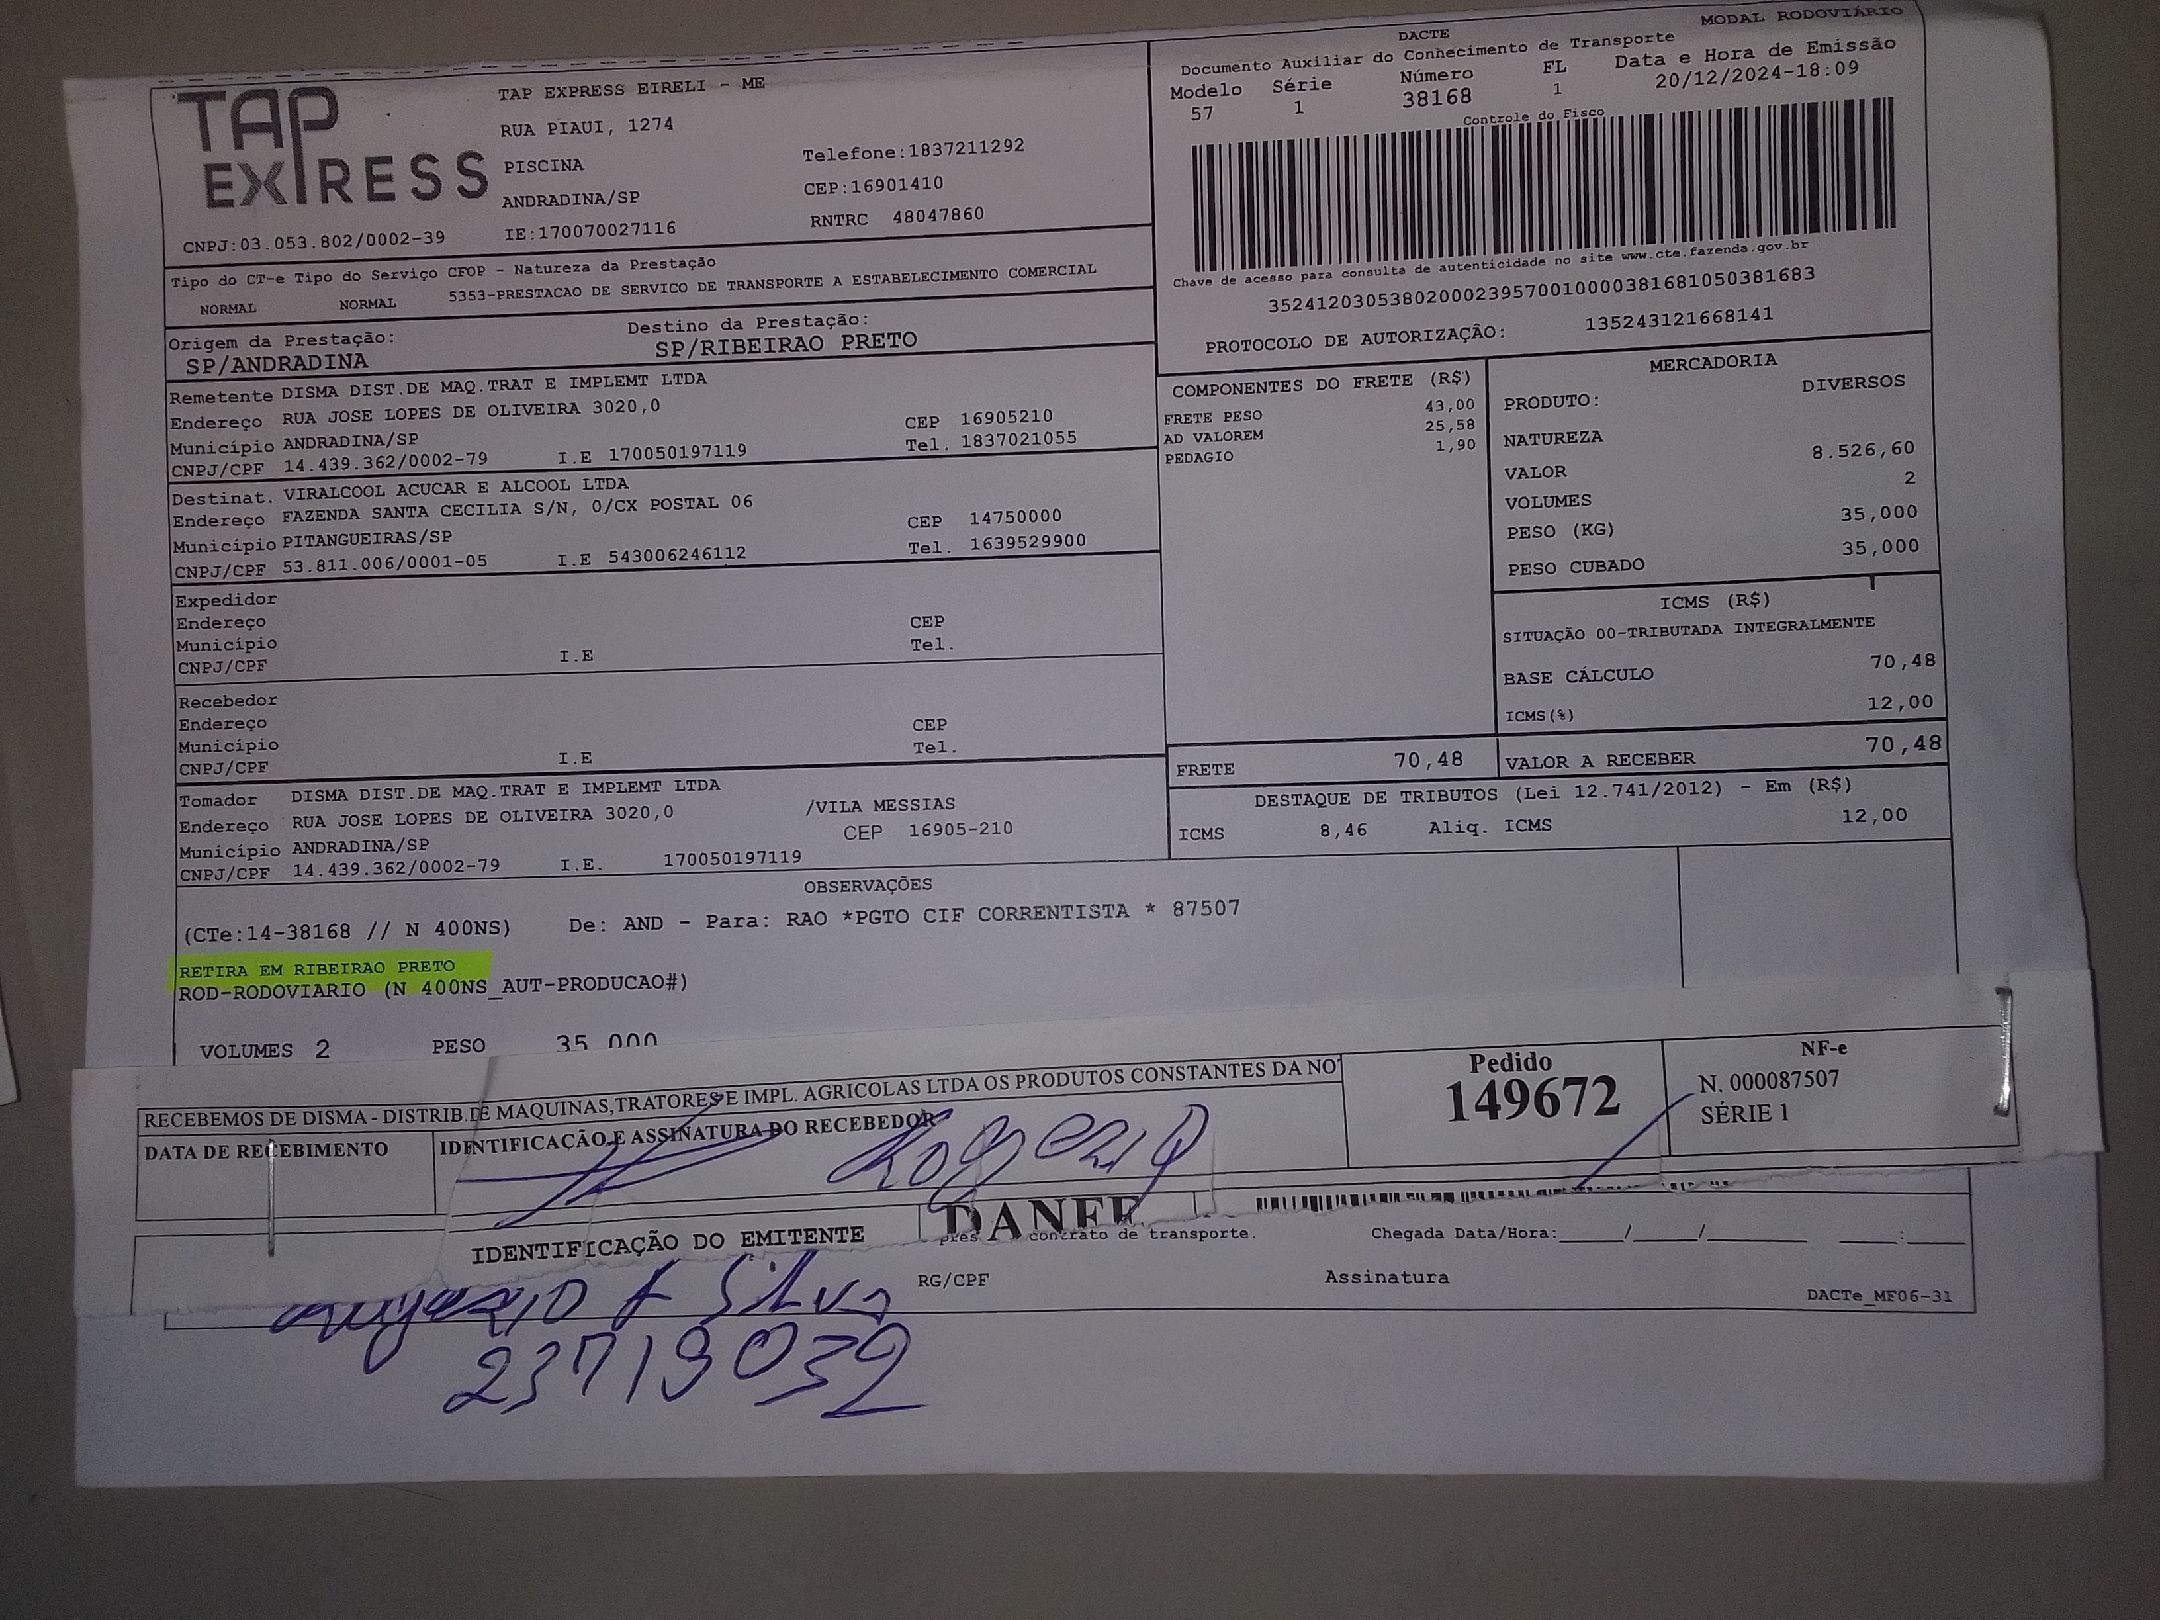 TAP EXPRESS
TAP EXPRESS EIRELI - ME
RUA PIAUI, 1274
PISCINA
Telefone:1837211292
ANDRADINA/SP
CEP:16901410
CNPJ:03.053.802/0002-39
IE:170070027116
RNTRC 48047860
MODAL RODOVIÁRIO
DACTE
Documento Auxiliar do Conhecimento de Transporte
Modelo Série Número FL Data e Hora de Emissão
57 1 38168 1 20/12/2024-18:09
Controle do Fisco
Chave de acesso para consulta de autenticidade no site www.cte.fazenda.gov.br
35241203053802000239570010000381681050381683
PROTOCOLO DE AUTORIZAÇÃO: 135243121668141
Tipo do CT-e Tipo do Serviço CFOP - Natureza da Prestação
NORMAL NORMAL 5353-PRESTACAO DE SERVICO DE TRANSPORTE A ESTABELECIMENTO COMERCIAL
Origem da Prestação: Destino da Prestação:
SP/ANDRADINA SP/RIBEIRAO PRETO
Remetente DISMA DIST.DE MAQ.TRAT E IMPLEMT LTDA
Endereço RUA JOSE LOPES DE OLIVEIRA 3020,0 CEP 16905210
Município ANDRADINA/SP Tel. 1837021055
CNPJ/CPF 14.439.362/0002-79 I.E 170050197119
Destinat. VIRALCOOL ACUCAR E ALCOOL LTDA
Endereço FAZENDA SANTA CECILIA S/N, 0/CX POSTAL 06 CEP 14750000
Município PITANGUEIRAS/SP Tel. 1639529900
CNPJ/CPF 53.811.006/0001-05 I.E 543006246112
Expedidor
Endereço CEP
Município Tel.
CNPJ/CPF I.E
Recebedor
Endereço CEP
Município Tel.
CNPJ/CPF I.E
Tomador DISMA DIST.DE MAQ.TRAT E IMPLEMT LTDA
Endereço RUA JOSE LOPES DE OLIVEIRA 3020,0 /VILA MESSIAS
Município ANDRADINA/SP CEP 16905-210
CNPJ/CPF 14.439.362/0002-79 I.E. 170050197119
COMPONENTES DO FRETE (R$)
FRETE PESO 43,00
AD VALOREM 25,58
PEDAGIO 1,90
MERCADORIA
PRODUTO: DIVERSOS
NATUREZA
VALOR 8.526,60
VOLUMES 2
PESO (KG) 35,000
PESO CUBADO 35,000
ICMS (R$)
SITUAÇÃO 00-TRIBUTADA INTEGRALMENTE
BASE CÁLCULO 70,48
ICMS(%) 12,00
FRETE 70,48 VALOR A RECEBER 70,48
DESTAQUE DE TRIBUTOS (Lei 12.741/2012) - Em (R$)
ICMS 8,46 Aliq. ICMS 12,00
OBSERVAÇÕES
(CTe:14-38168 // N 400NS) De: AND - Para: RAO *PGTO CIF CORRENTISTA * 87507
RETIRA EM RIBEIRAO PRETO
ROD-RODOVIARIO (N 400NS_AUT-PRODUCAO#)
VOLUMES 2 PESO 35,000
RECEBEMOS DE DISMA - DISTRIB.DE MAQUINAS,TRATORES E IMPL. AGRICOLAS LTDA OS PRODUTOS CONSTANTES DA NOT
DATA DE RECEBIMENTO
IDENTIFICAÇÃO E ASSINATURA DO RECEBEDOR
Rogerio
Pedido
149672
NF-e
N. 000087507
SÉRIE 1
IDENTIFICAÇÃO DO EMITENTE
DANFE
pres contrato de transporte.
Chegada Data/Hora:_____/_____/________ ____:____
RG/CPF
Assinatura
DACTe_MF06-31
Silva
23719032